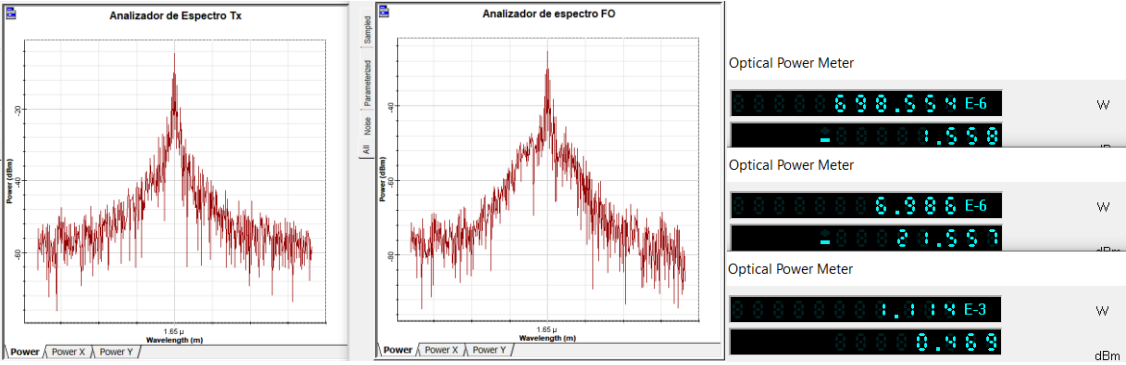 Analizador de Espectro Tx
Power (dBm)
-20
-40
-60
1.65 µ
Wavelength (m)
Power
Power X
Power Y
Sampled
Parameterized
Noise
All
Analizador de espectro FO
Power (dBm)
-40
-60
-80
1.65 µ
Wavelength (m)
Power
Power X
Power Y
Optical Power Meter
698.554 E-6 W
-1.558
Optical Power Meter
6.986 E-6 W
-21.557 dBm
Optical Power Meter
1.114 E-3 W
0.469 dBm